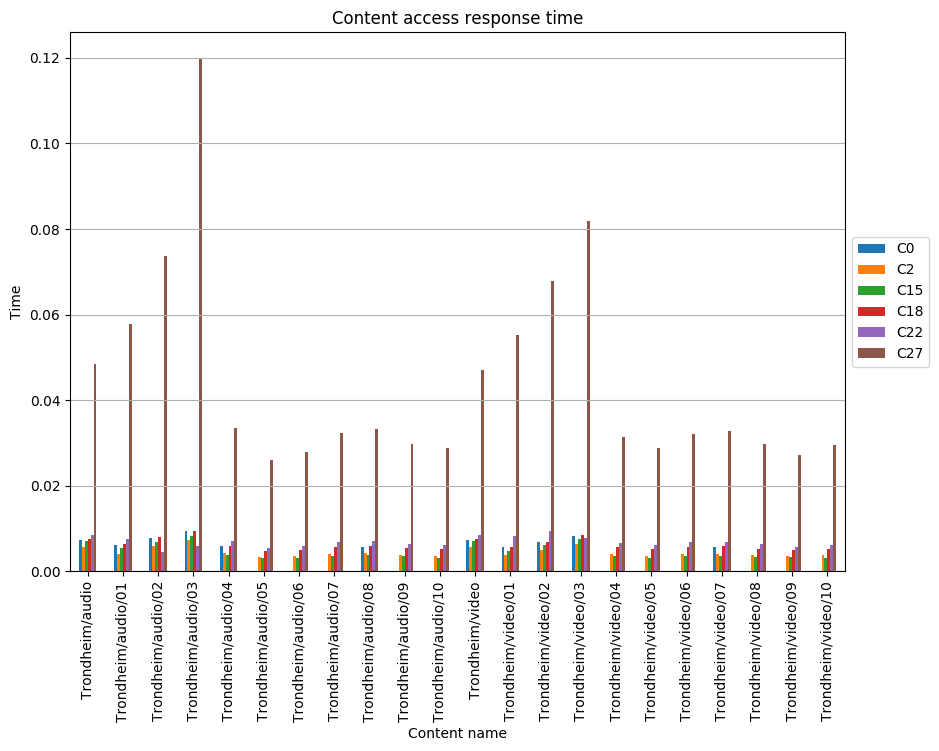 Content access response time
0.12
0.10
0.08
0.06
0.04
0.02
0.00
Time
Trondheim/audio
Trondheim/audio/01
Trondheim/audio/02
Trondheim/audio/03
Trondheim/audio/04
Trondheim/audio/05
Trondheim/audio/06
Trondheim/audio/07
Trondheim/audio/08
Trondheim/audio/09
Trondheim/audio/10
Trondheim/video
Trondheim/video/01
Trondheim/video/02
Trondheim/video/03
Trondheim/video/04
Trondheim/video/05
Trondheim/video/06
Trondheim/video/07
Trondheim/video/08
Trondheim/video/09
Trondheim/video/10
Content name
C0
C2
C15
C18
C22
C27